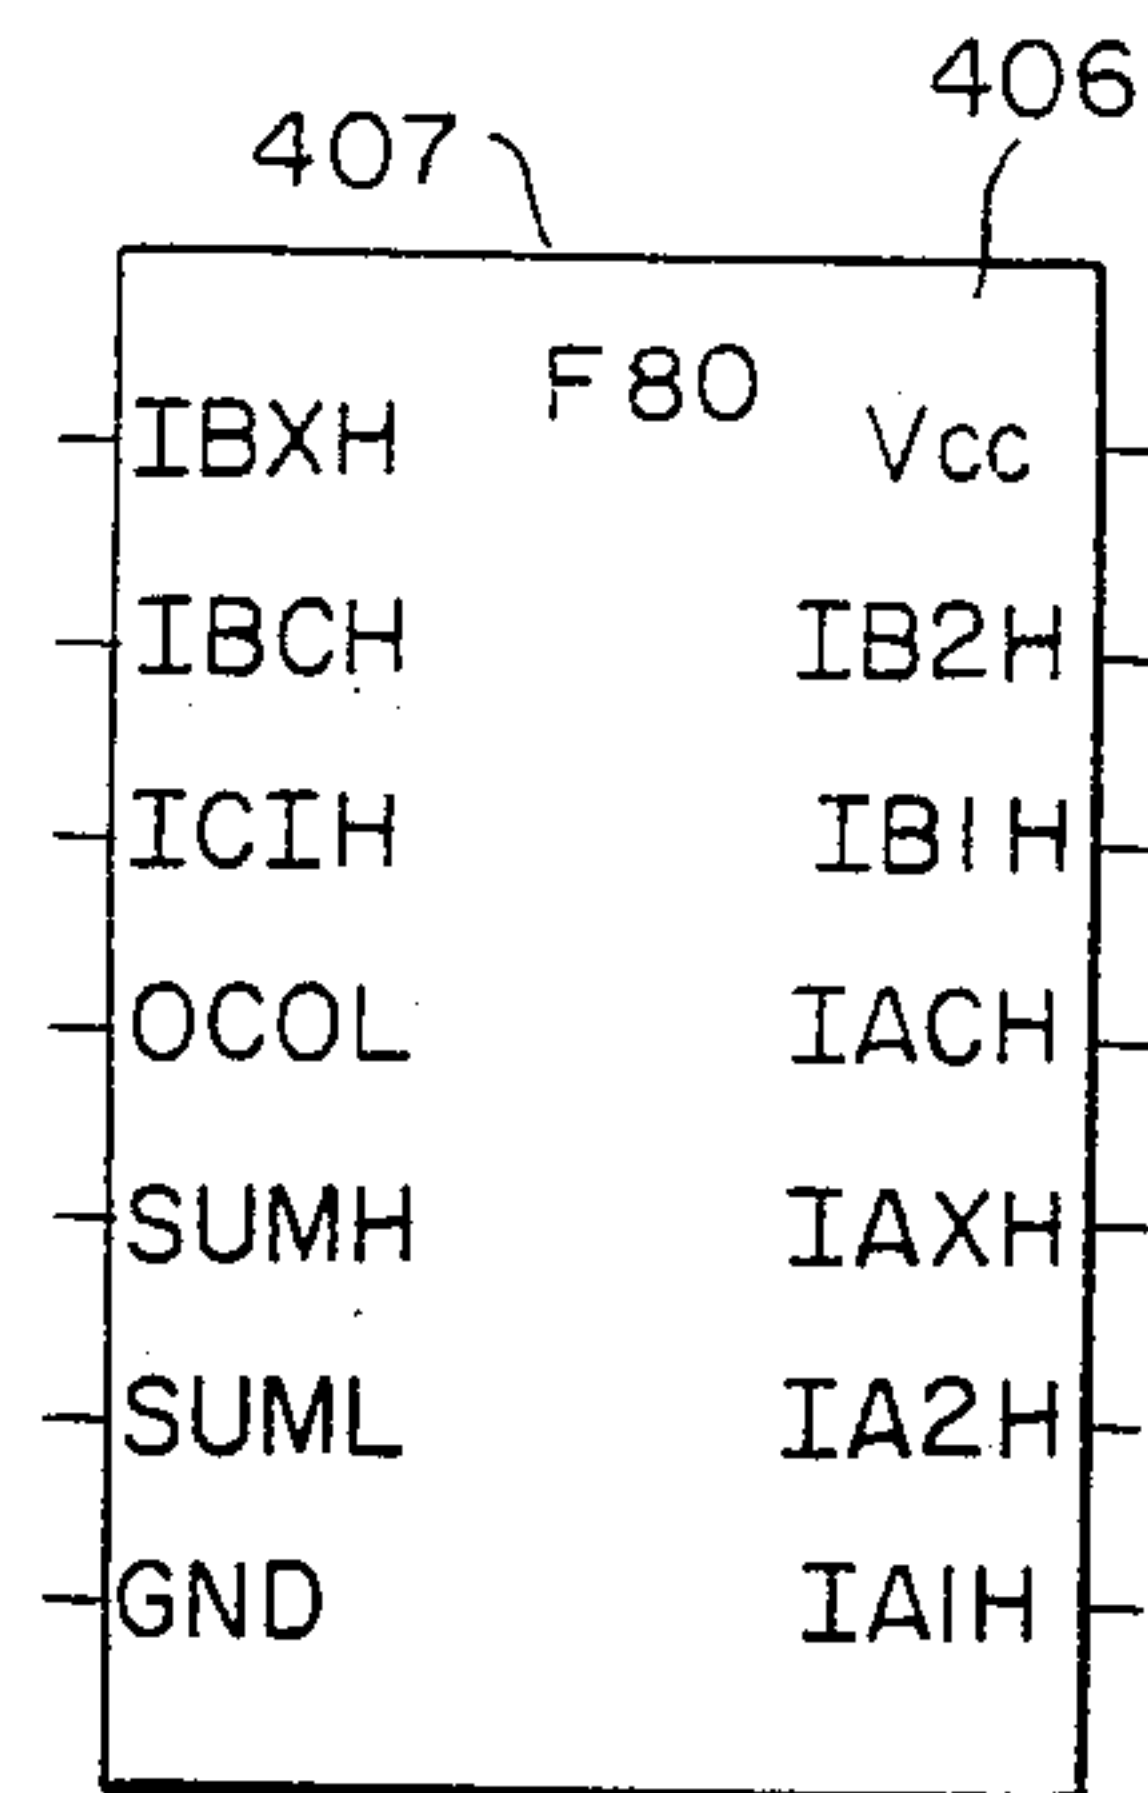 406
407
F80
IBXH Vcc
IBCH IB2H
ICIH IB1H
OCOL IACH
SUMH IAXH
SUML IA2H
GND IA1H